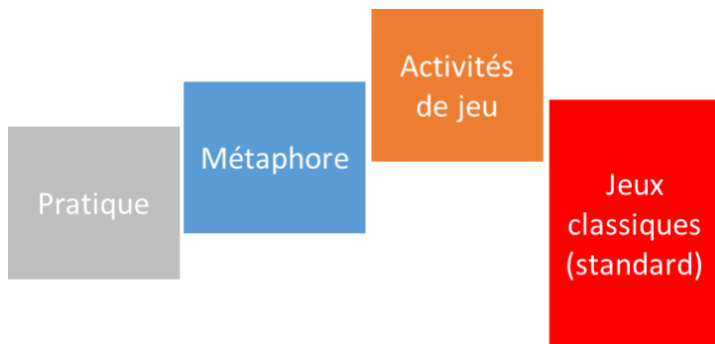 Pratique
Métaphore
Activités
de jeu
Jeux
classiques
(standard)